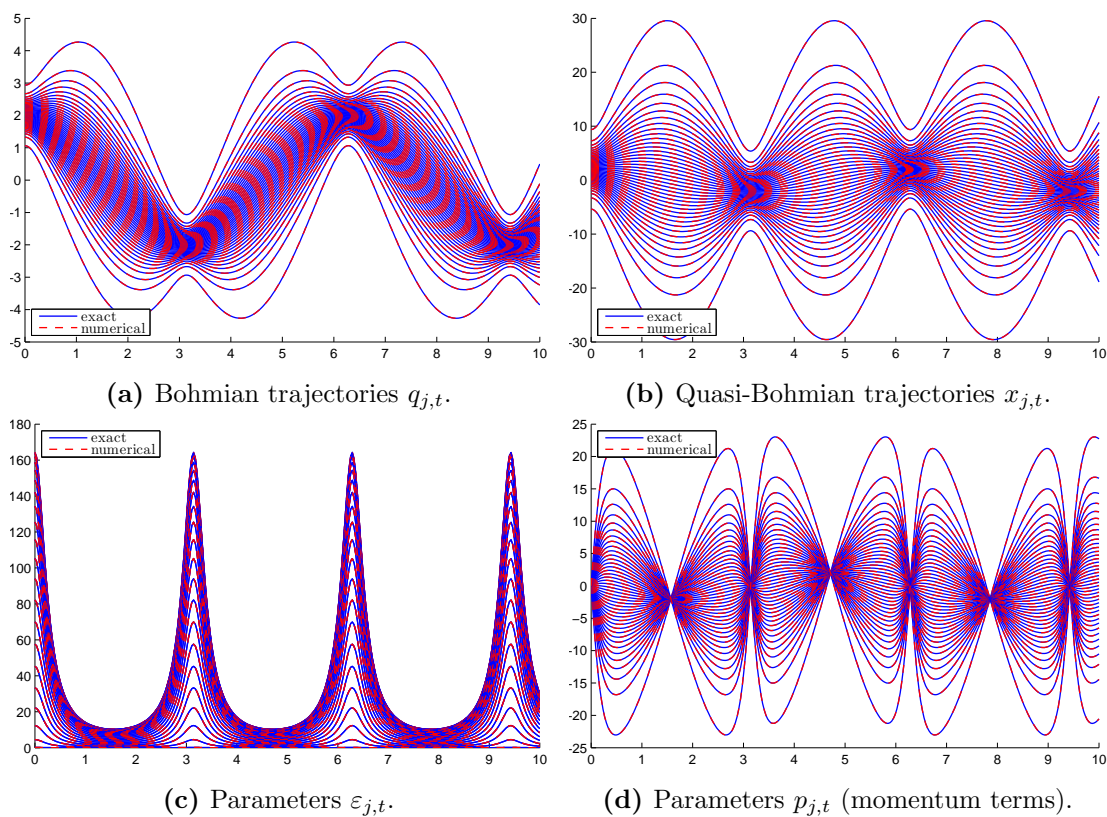 5
4
3
2
1
0
-1
-2
-3
-4
-5
0 1 2 3 4 5 6 7 8 9 10
exact
numerical
(a) Bohmian trajectories q_{j,t}.
30
20
10
0
-10
-20
-30
0 1 2 3 4 5 6 7 8 9 10
exact
numerical
(b) Quasi-Bohmian trajectories x_{j,t}.
180
160
140
120
100
80
60
40
20
0
0 1 2 3 4 5 6 7 8 9 10
exact
numerical
(c) Parameters ε_{j,t}.
25
20
15
10
5
0
-5
-10
-15
-20
-25
0 1 2 3 4 5 6 7 8 9 10
exact
numerical
(d) Parameters p_{j,t} (momentum terms).